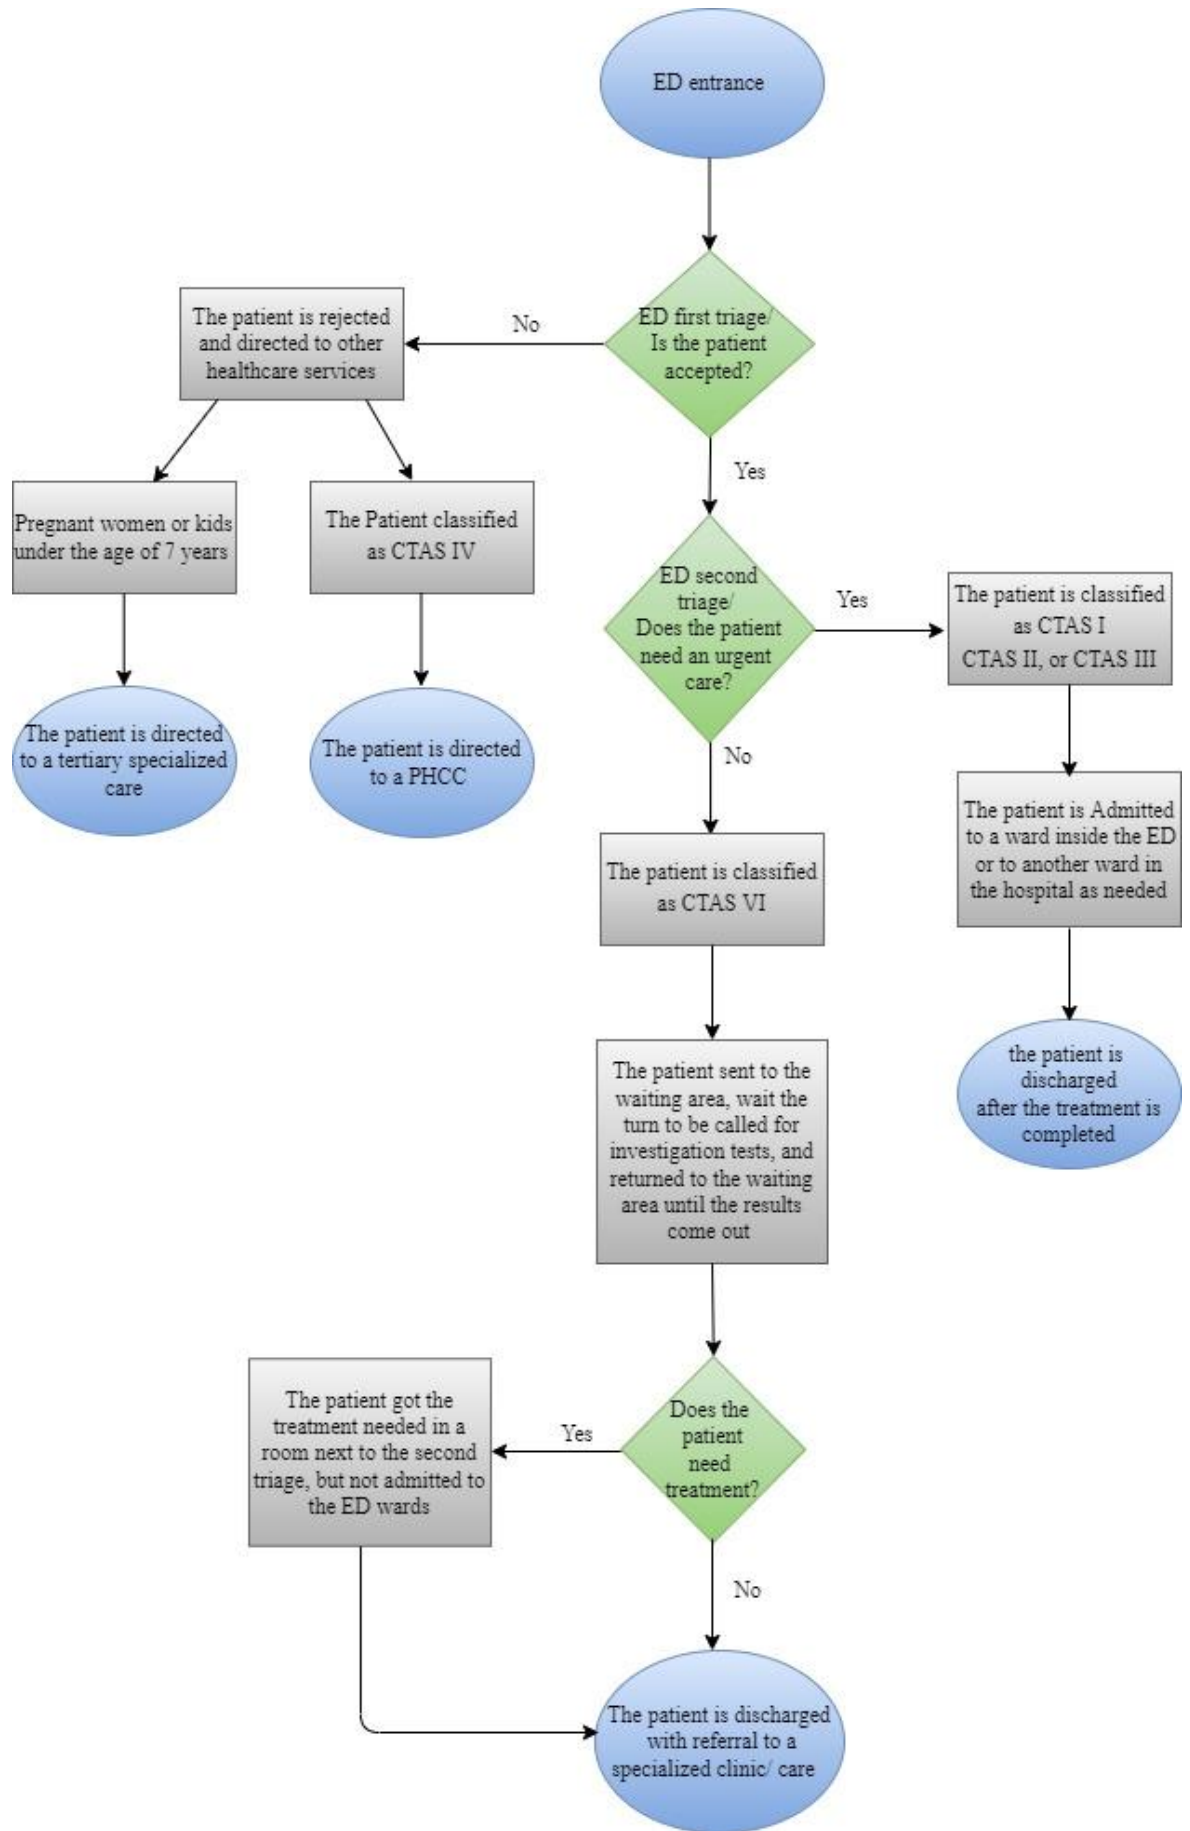 ED entrance
ED first triage/
Is the patient
accepted?
No
The patient is rejected
and directed to other
healthcare services
Yes
Pregnant women or kids
under the age of 7 years
The Patient classified
as CTAS IV
The patient is directed
to a tertiary specialized
care
The patient is directed
to a PHCC
ED second
triage/
Does the patient
need an urgent
care?
Yes
The patient is classified
as CTAS I
CTAS II, or CTAS III
The patient is Admitted
to a ward inside the ED
or to another ward in
the hospital as needed
the patient is
discharged
after the treatment is
completed
No
The patient is classified
as CTAS VI
The patient sent to the
waiting area, wait the
turn to be called for
investigation tests, and
returned to the waiting
area until the results
come out
Does the
patient
need
treatment?
Yes
The patient got the
treatment needed in a
room next to the second
triage, but not admitted to
the ED wards
No
The patient is discharged
with referral to a
specialized clinic/ care